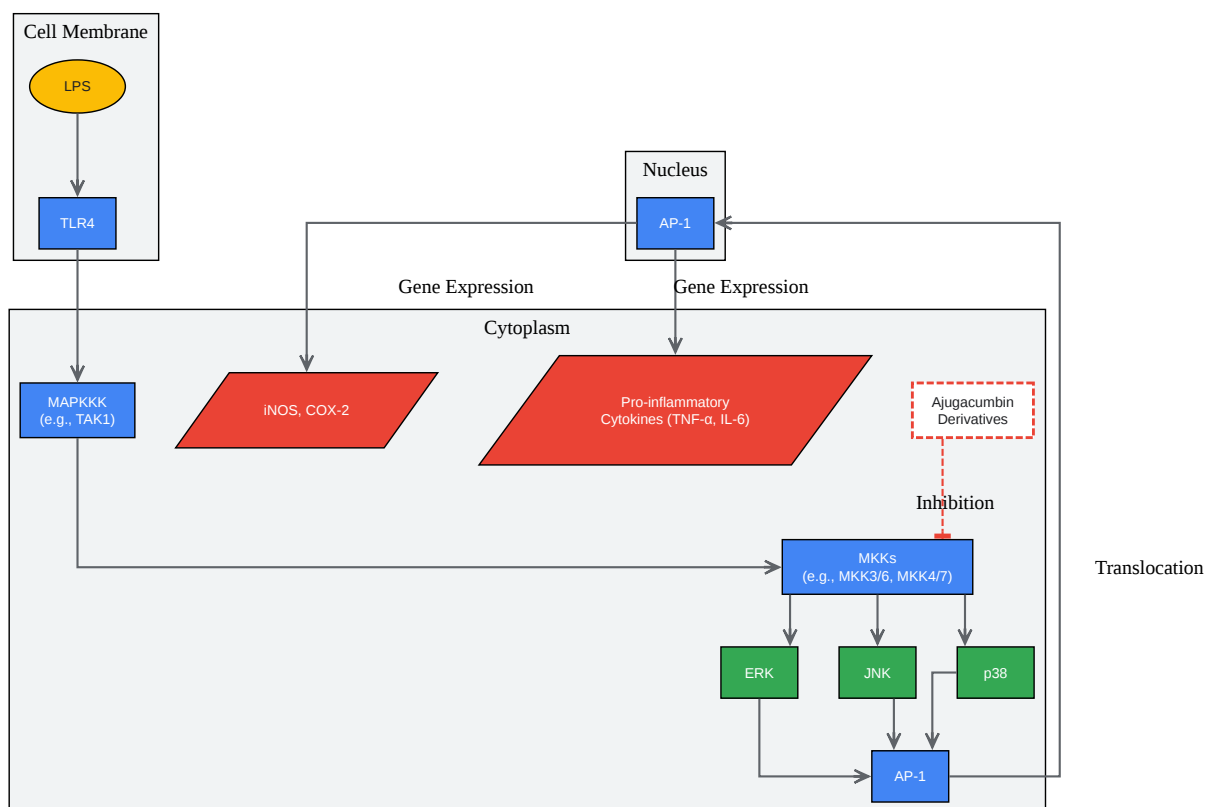 Cell Membrane
LPS
TLR4
Nucleus
AP-1
Gene Expression
Gene Expression
Cytoplasm
MAPKKK
(e.g., TAK1)
iNOS, COX-2
Pro-inflammatory
Cytokines (TNF-α, IL-6)
Ajugacumbin
Derivatives
Inhibition
MKKs
(e.g., MKK3/6, MKK4/7)
Translocation
ERK
JNK
p38
AP-1